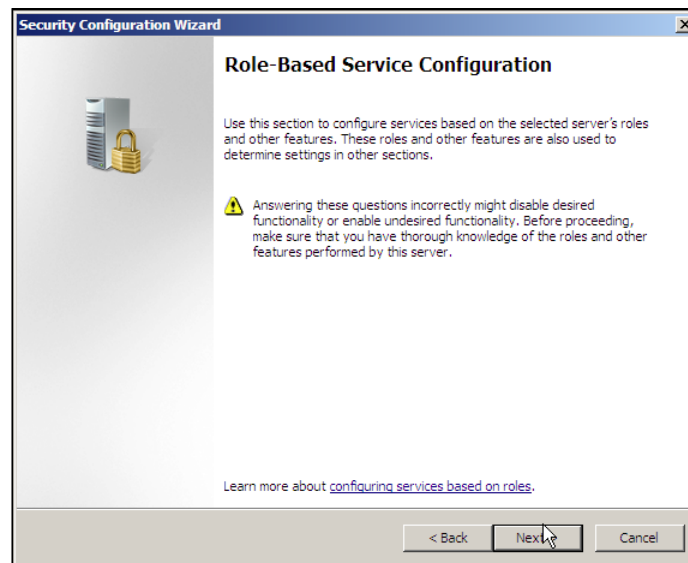 Security Configuration Wizard
Role-Based Service Configuration
Use this section to configure services based on the selected server's roles
and other features. These roles and other features are also used to
determine settings in other sections.
Answering these questions incorrectly might disable desired
functionality or enable undesired functionality. Before proceeding,
make sure that you have thorough knowledge of the roles and other
features performed by this server.
Learn more about configuring services based on roles.
< Back
Next >
Cancel